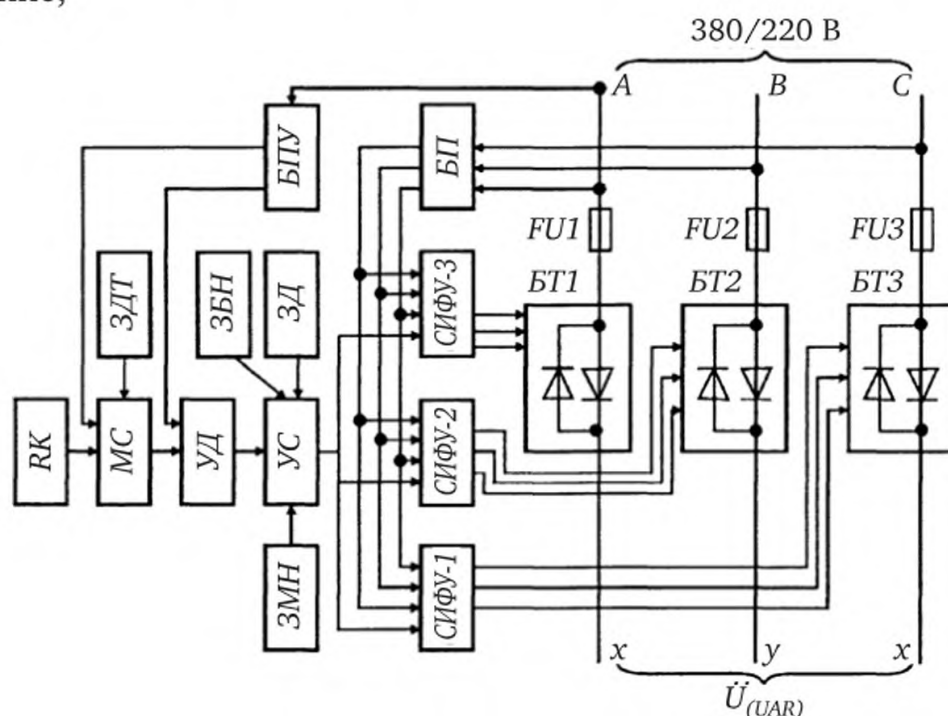 380/220 В
A
B
C
БПУ
БП
FU1
FU2
FU3
ЗДТ
ЗБН
ЗД
СИФУ-3
БТ1
БТ2
БТ3
RK
МС
УД
УС
СИФУ-2
ЗМН
СИФУ-1
x
y
x
Ü(UAR)